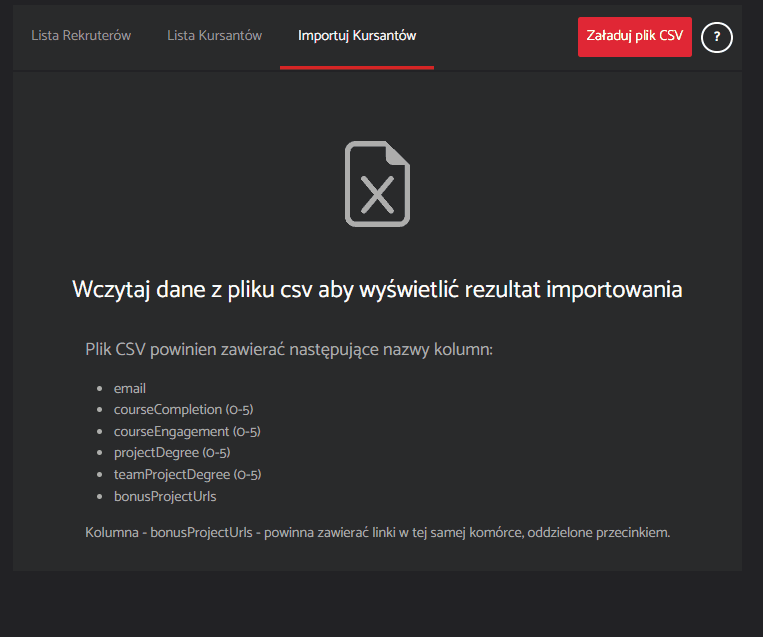 Lista Rekruterów
Lista Kursantów
Importuj Kursantów
Załaduj plik CSV
?
Wczytaj dane z pliku csv aby wyświetlić rezultat importowania
Plik CSV powinien zawierać następujące nazwy kolumn:
• email
• courseCompletion (0-5)
• courseEngagement (0-5)
• projectDegree (0-5)
• teamProjectDegree (0-5)
• bonusProjectUrls
Kolumna - bonusProjectUrls - powinna zawierać linki w tej samej komórce, oddzielone przecinkiem.